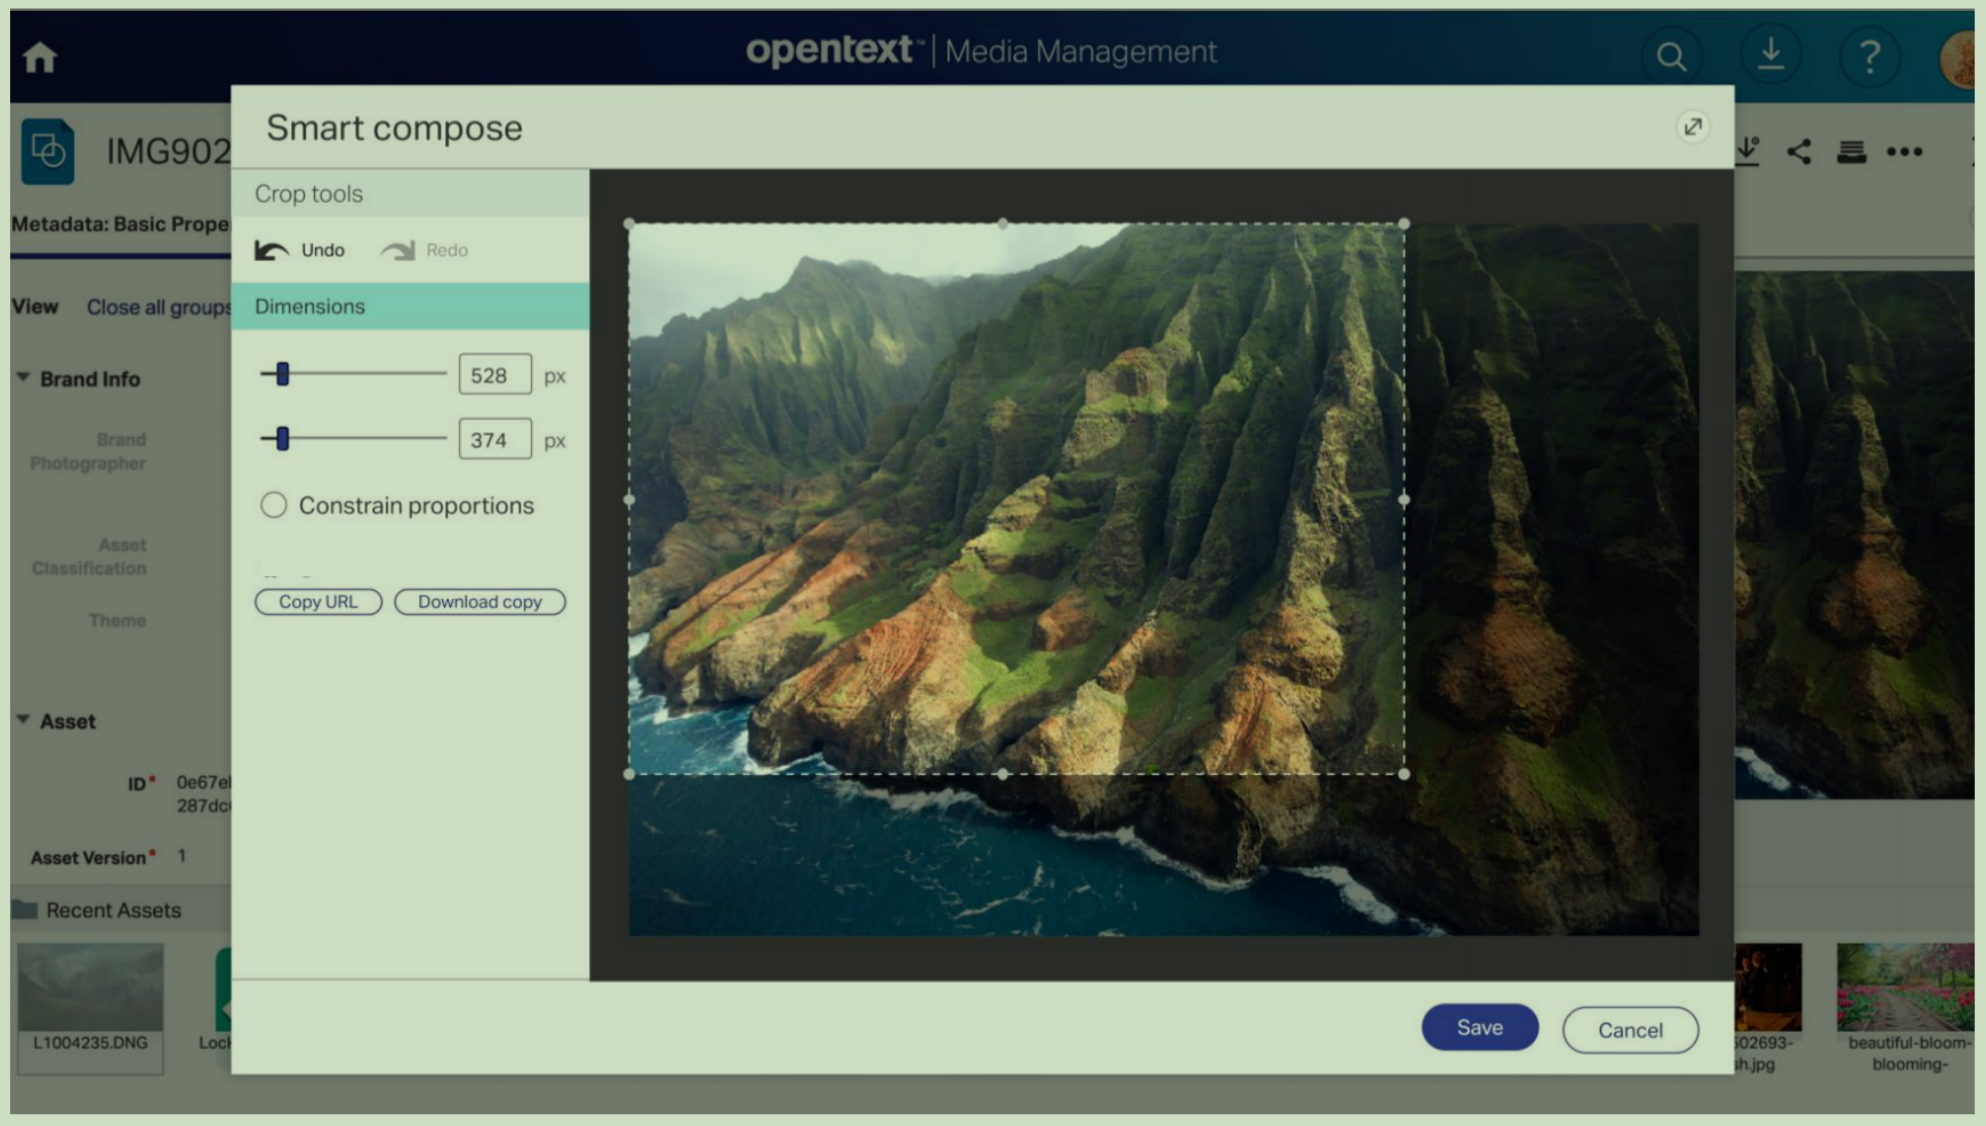 opentext™ | Media Management
IMG902
Metadata: Basic Prope
View Close all groups
Brand Info
Brand
Photographer
Asset
Classification
Theme
Asset
ID* 0e67e
287dc
Asset Version* 1
Recent Assets
L1004235.DNG
Lock
Smart compose
Crop tools
Undo Redo
Dimensions
528 px
374 px
Constrain proportions
Copy URL Download copy
Save Cancel
602693-
sh.jpg
beautiful-bloom-
blooming-